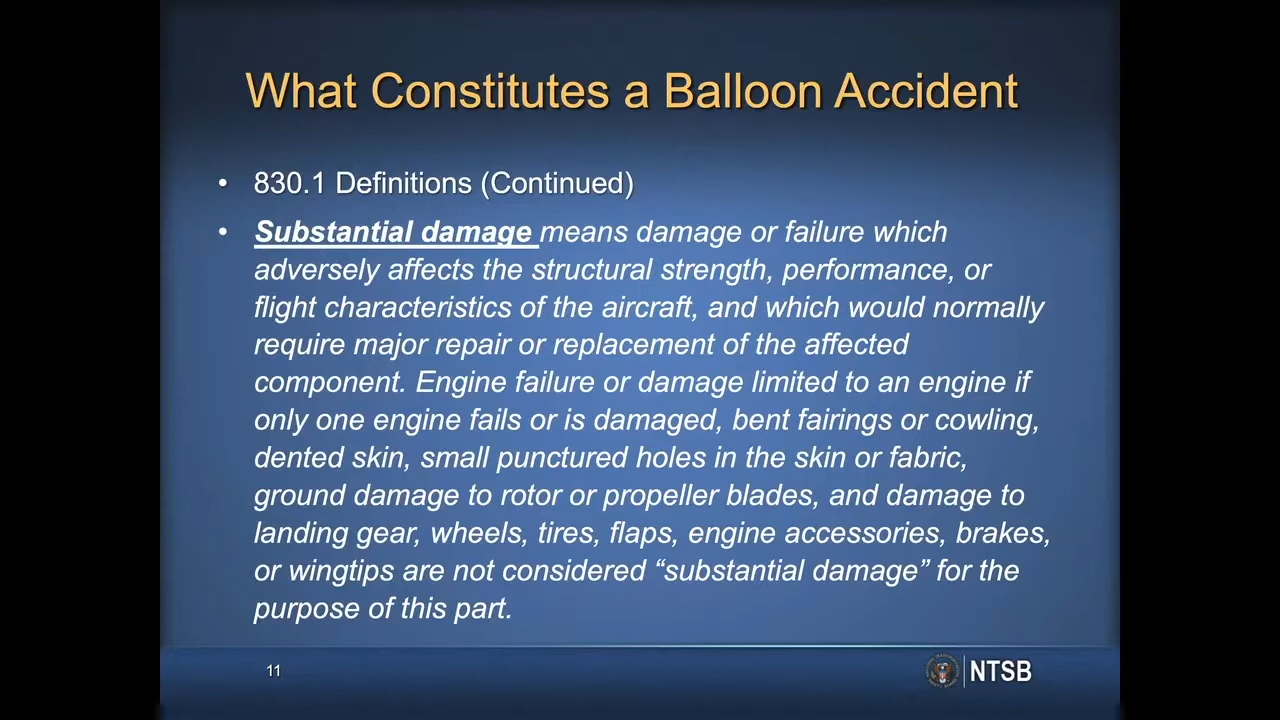 What Constitutes a Balloon Accident
• 830.1 Definitions (Continued)
• Substantial damage means damage or failure which
adversely affects the structural strength, performance, or
flight characteristics of the aircraft, and which would normally
require major repair or replacement of the affected
component. Engine failure or damage limited to an engine if
only one engine fails or is damaged, bent fairings or cowling,
dented skin, small punctured holes in the skin or fabric,
ground damage to rotor or propeller blades, and damage to
landing gear, wheels, tires, flaps, engine accessories, brakes,
or wingtips are not considered “substantial damage” for the
purpose of this part.
11
NTSB